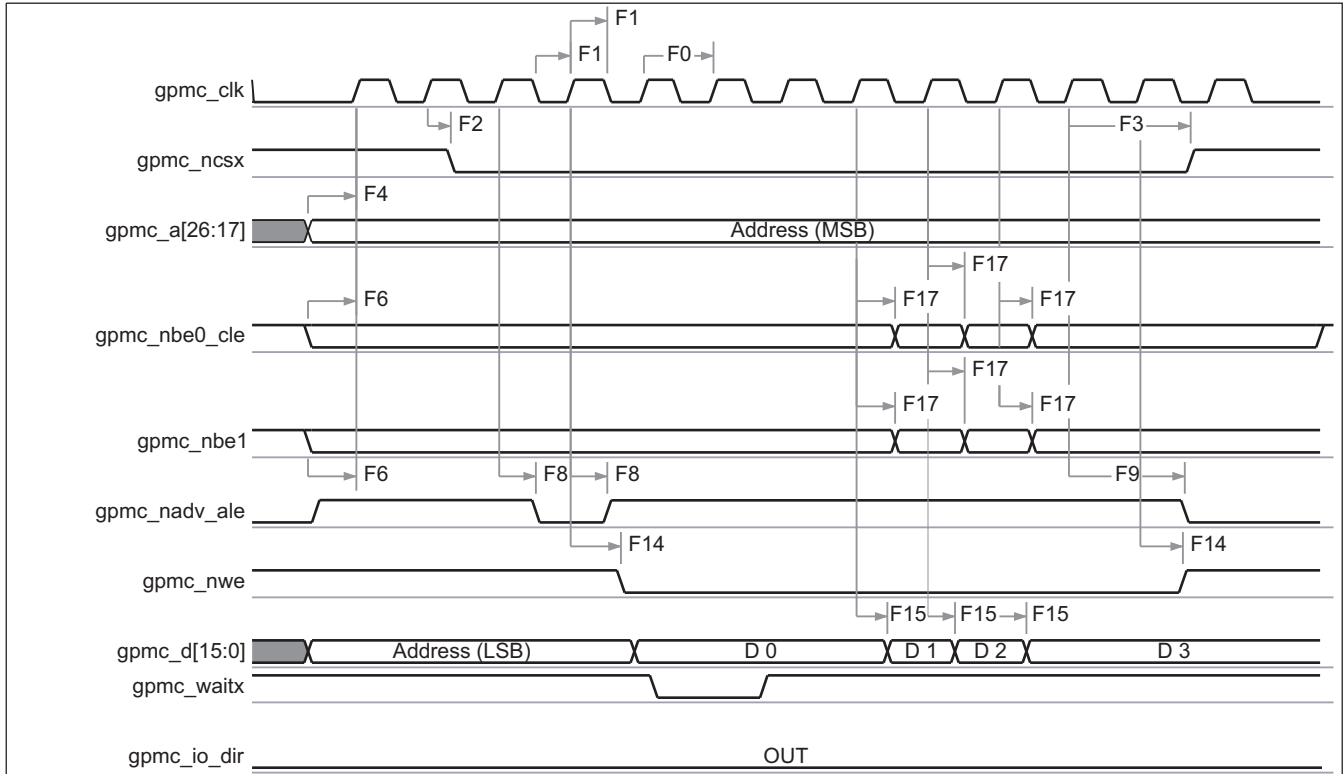 F1
F1 F0
gpmc_clk
F2 F3
gpmc_ncsx
F4
gpmc_a[26:17] Address (MSB)
F17
F6 F17 F17
gpmc_nbe0_cle
F17
F17 F17
gpmc_nbe1
F6 F8 F8 F9
gpmc_nadv_ale
F14 F14
gpmc_nwe
F15 F15 F15
gpmc_d[15:0] Address (LSB) D 0 D 1 D 2 D 3
gpmc_waitx
gpmc_io_dir OUT